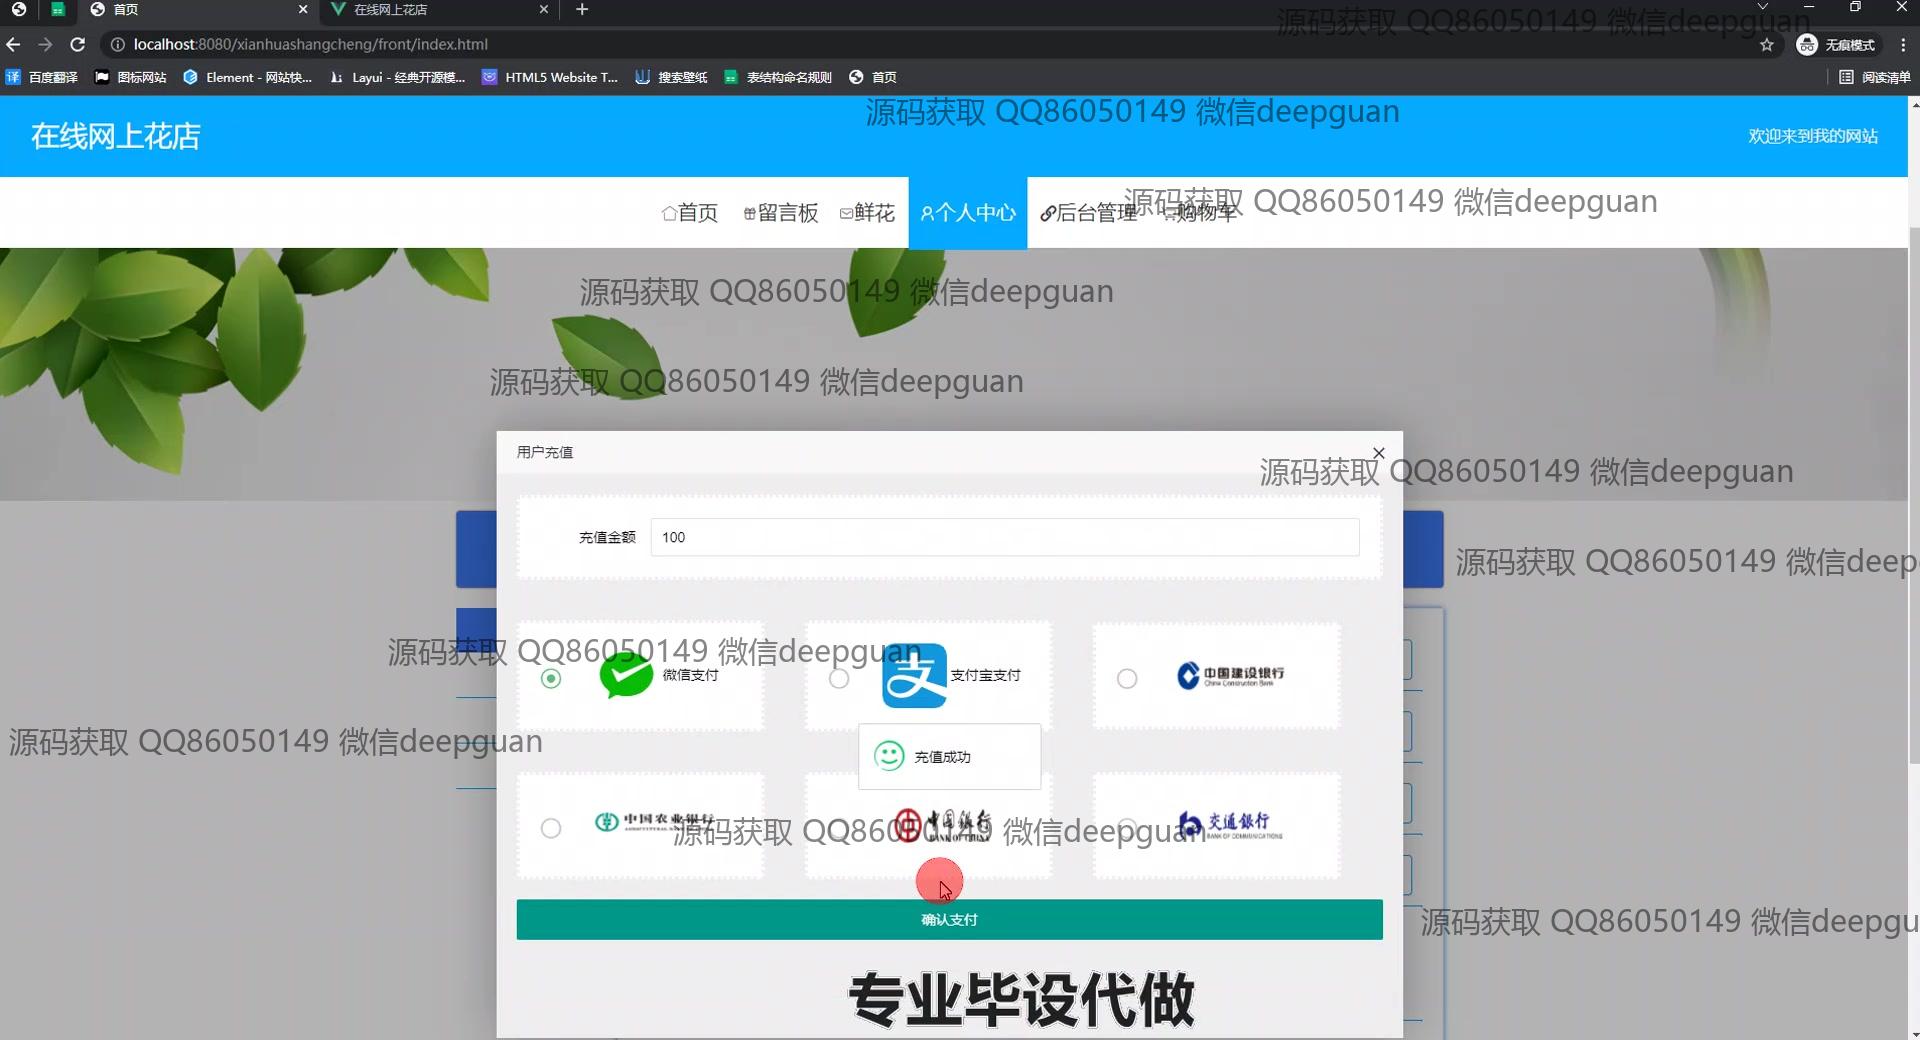 首页
在线网上花店
localhost:8080/xianhuashangcheng/front/index.html
无痕模式
百度翻译
图标网站
Element - 网站快...
Layui - 经典开源模...
HTML5 Website T...
搜索壁纸
表结构命名规则
首页
阅读清单
源码获取 QQ86050149 微信deepguan
源码获取 QQ86050149 微信deepguan
在线网上花店
欢迎来到我的网站
源码获取 QQ86050149 微信deepguan
首页
留言板
鲜花
个人中心
后台管理
购物车
源码获取 QQ86050149 微信deepguan
源码获取 QQ86050149 微信deepguan
用户充值
源码获取 QQ86050149 微信deepguan
充值金额
100
源码获取 QQ86050149 微信deep
源码获取 QQ86050149 微信deepguan
微信支付
支
支付宝支付
中国建设银行
China Construction Bank
源码获取 QQ86050149 微信deepguan
充值成功
中国农业银行
中国银行
BANK OF CHINA
交通银行
BANK OF COMMUNICATIONS
源码获取 QQ86050149 微信deepguan
确认支付
源码获取 QQ86050149 微信deepgu
专业毕设代做